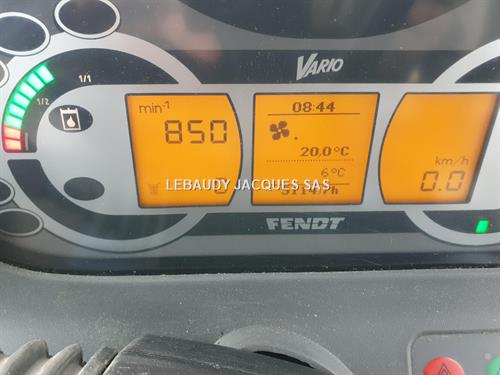 VARIO
1/1
1/2
min-1
850
08:44
20,0°C
6°C
km/h
0.0
LEBAUDY JACQUES SAS
FENDT